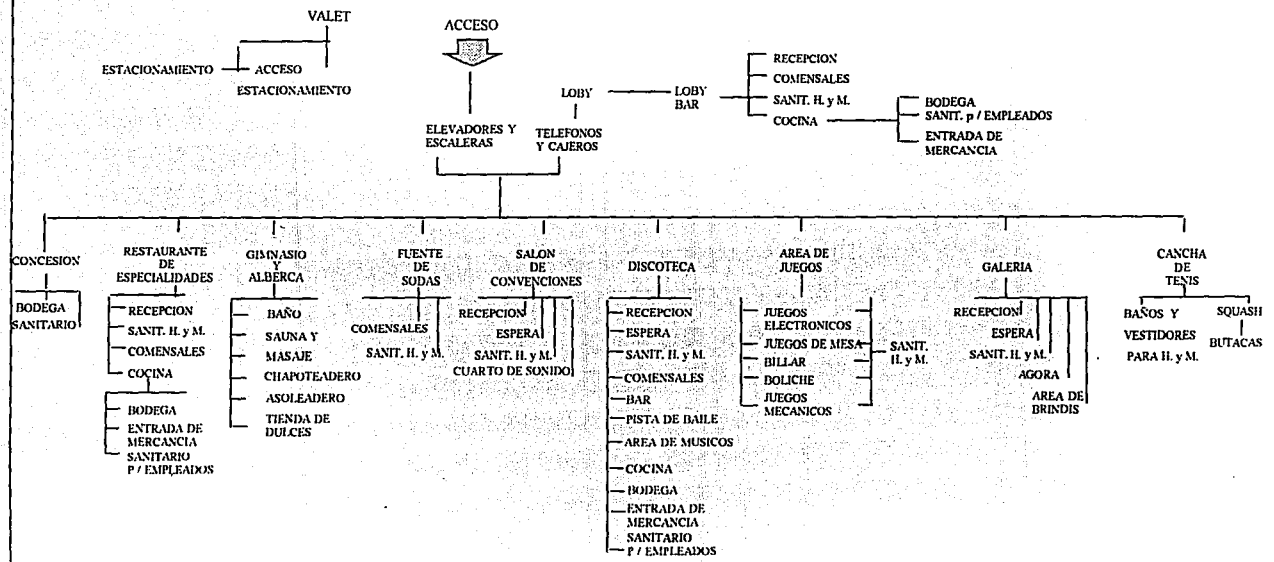 VALET
ESTACIONAMIENTO
ACCESO
ESTACIONAMIENTO
ACCESO
ELEVADORES Y
ESCALERAS
LOBY
TELEFONOS
Y CAJEROS
LOBY
BAR
RECEPCION
COMENSALES
SANIT. H. y M.
COCINA
BODEGA
SANIT. p / EMPLEADOS
ENTRADA DE
MERCANCIA
CONCESION
BODEGA
SANITARIO
RESTAURANTE
DE
ESPECIALIDADES
RECEPCION
SANIT. H. y M.
COMENSALES
COCINA
BODEGA
ENTRADA DE
MERCANCIA
SANITARIO
P / EMPLEADOS
GIMNASIO
Y
ALBERCA
BAÑO
SAUNA Y
MASAJE
CHAPOTEADERO
ASOLEADERO
TIENDA DE
DULCES
FUENTE
DE
SODAS
COMENSALES
SANIT. H. y M.
SALON
DE
CONVENCIONES
RECEPCION
ESPERA
SANIT. H. y M.
CUARTO DE SONIDO
DISCOTECA
RECEPCION
ESPERA
SANIT. H. y M.
COMENSALES
BAR
PISTA DE BAILE
AREA DE MUSICOS
COCINA
BODEGA
ENTRADA DE
MERCANCIA
SANITARIO
P / EMPLEADOS
AREA DE
JUEGOS
JUEGOS
ELECTRONICOS
JUEGOS DE MESA
BILLAR
BOLICHE
JUEGOS
MECANICOS
SANIT.
H. y M.
GALERIA
RECEPCION
ESPERA
SANIT. H. y M.
AGORA
AREA DE
BRINDIS
CANCHA
DE
TENIS
BAÑOS Y
VESTIDORES
PARA H. y M.
SQUASH
BUTACAS